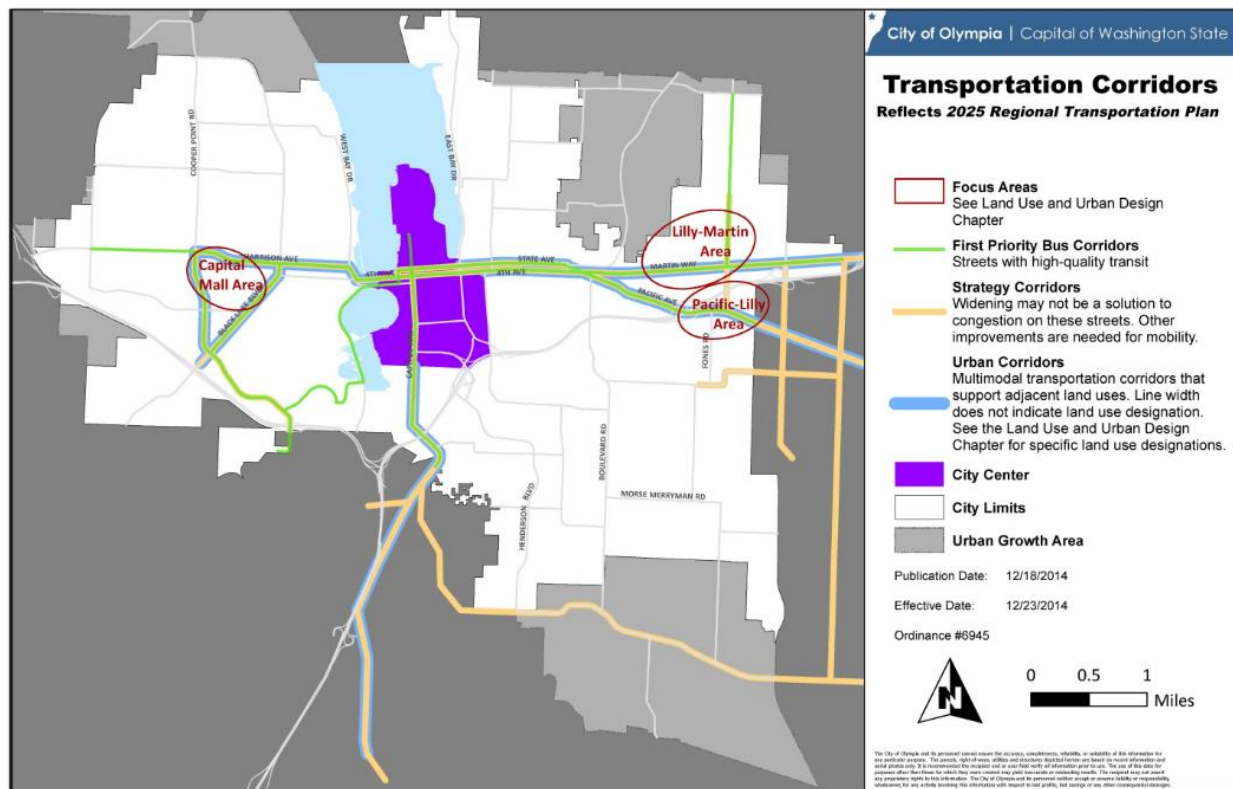 City of Olympia | Capital of Washington State
Transportation Corridors
Reflects 2025 Regional Transportation Plan
Focus Areas
See Land Use and Urban Design
Chapter
First Priority Bus Corridors
Streets with high-quality transit
Strategy Corridors
Widening may not be a solution to
congestion on these streets. Other
improvements are needed for mobility.
Urban Corridors
Multimodal transportation corridors that
support adjacent land uses. Line width
does not indicate land use designation.
See the Land Use and Urban Design
Chapter for specific land use designations.
City Center
City Limits
Urban Growth Area
Publication Date: 12/18/2014
Effective Date: 12/23/2014
Ordinance #6945
N
0 0.5 1
Miles
COOPER POINT RD
WEST BAY DR
EAST BAY DR
Lilly-Martin
Area
HARRISON AVE
Capital
Mall Area
STATE AVE
4TH AVE
MARTIN WAY
PACIFIC AVE
Pacific-Lilly
Area
FONES RD
BOULEVARD RD
HENDERSON BLVD
MORSE MERRYMAN RD